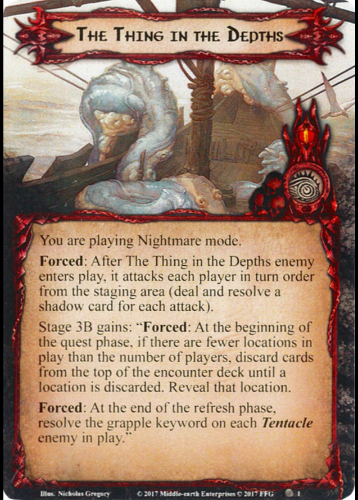 The Thing in the Depths
You are playing Nightmare mode.
Forced: After The Thing in the Depths enemy
enters play, it attacks each player in turn order
from the staging area (deal and resolve a
shadow card for each attack).
Stage 3B gains: “Forced: At the beginning of
the quest phase, if there are fewer locations in
play than the number of players, discard cards
from the top of the encounter deck until a
location is discarded. Reveal that location.
Forced: At the end of the refresh phase,
resolve the grapple keyword on each Tentacle
enemy in play.”
Illus. Nicholas Gregory © 2017 Middle-earth Enterprises © 2017 FFG 1